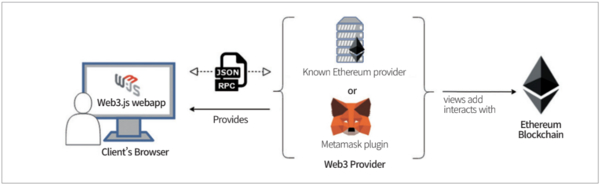 W3JS
Web3.js webapp
Client's Browser
JSON
RPC
Provides
Known Ethereum provider
or
Metamask plugin
Web3 Provider
views add
interacts with
Ethereum
Blockchain